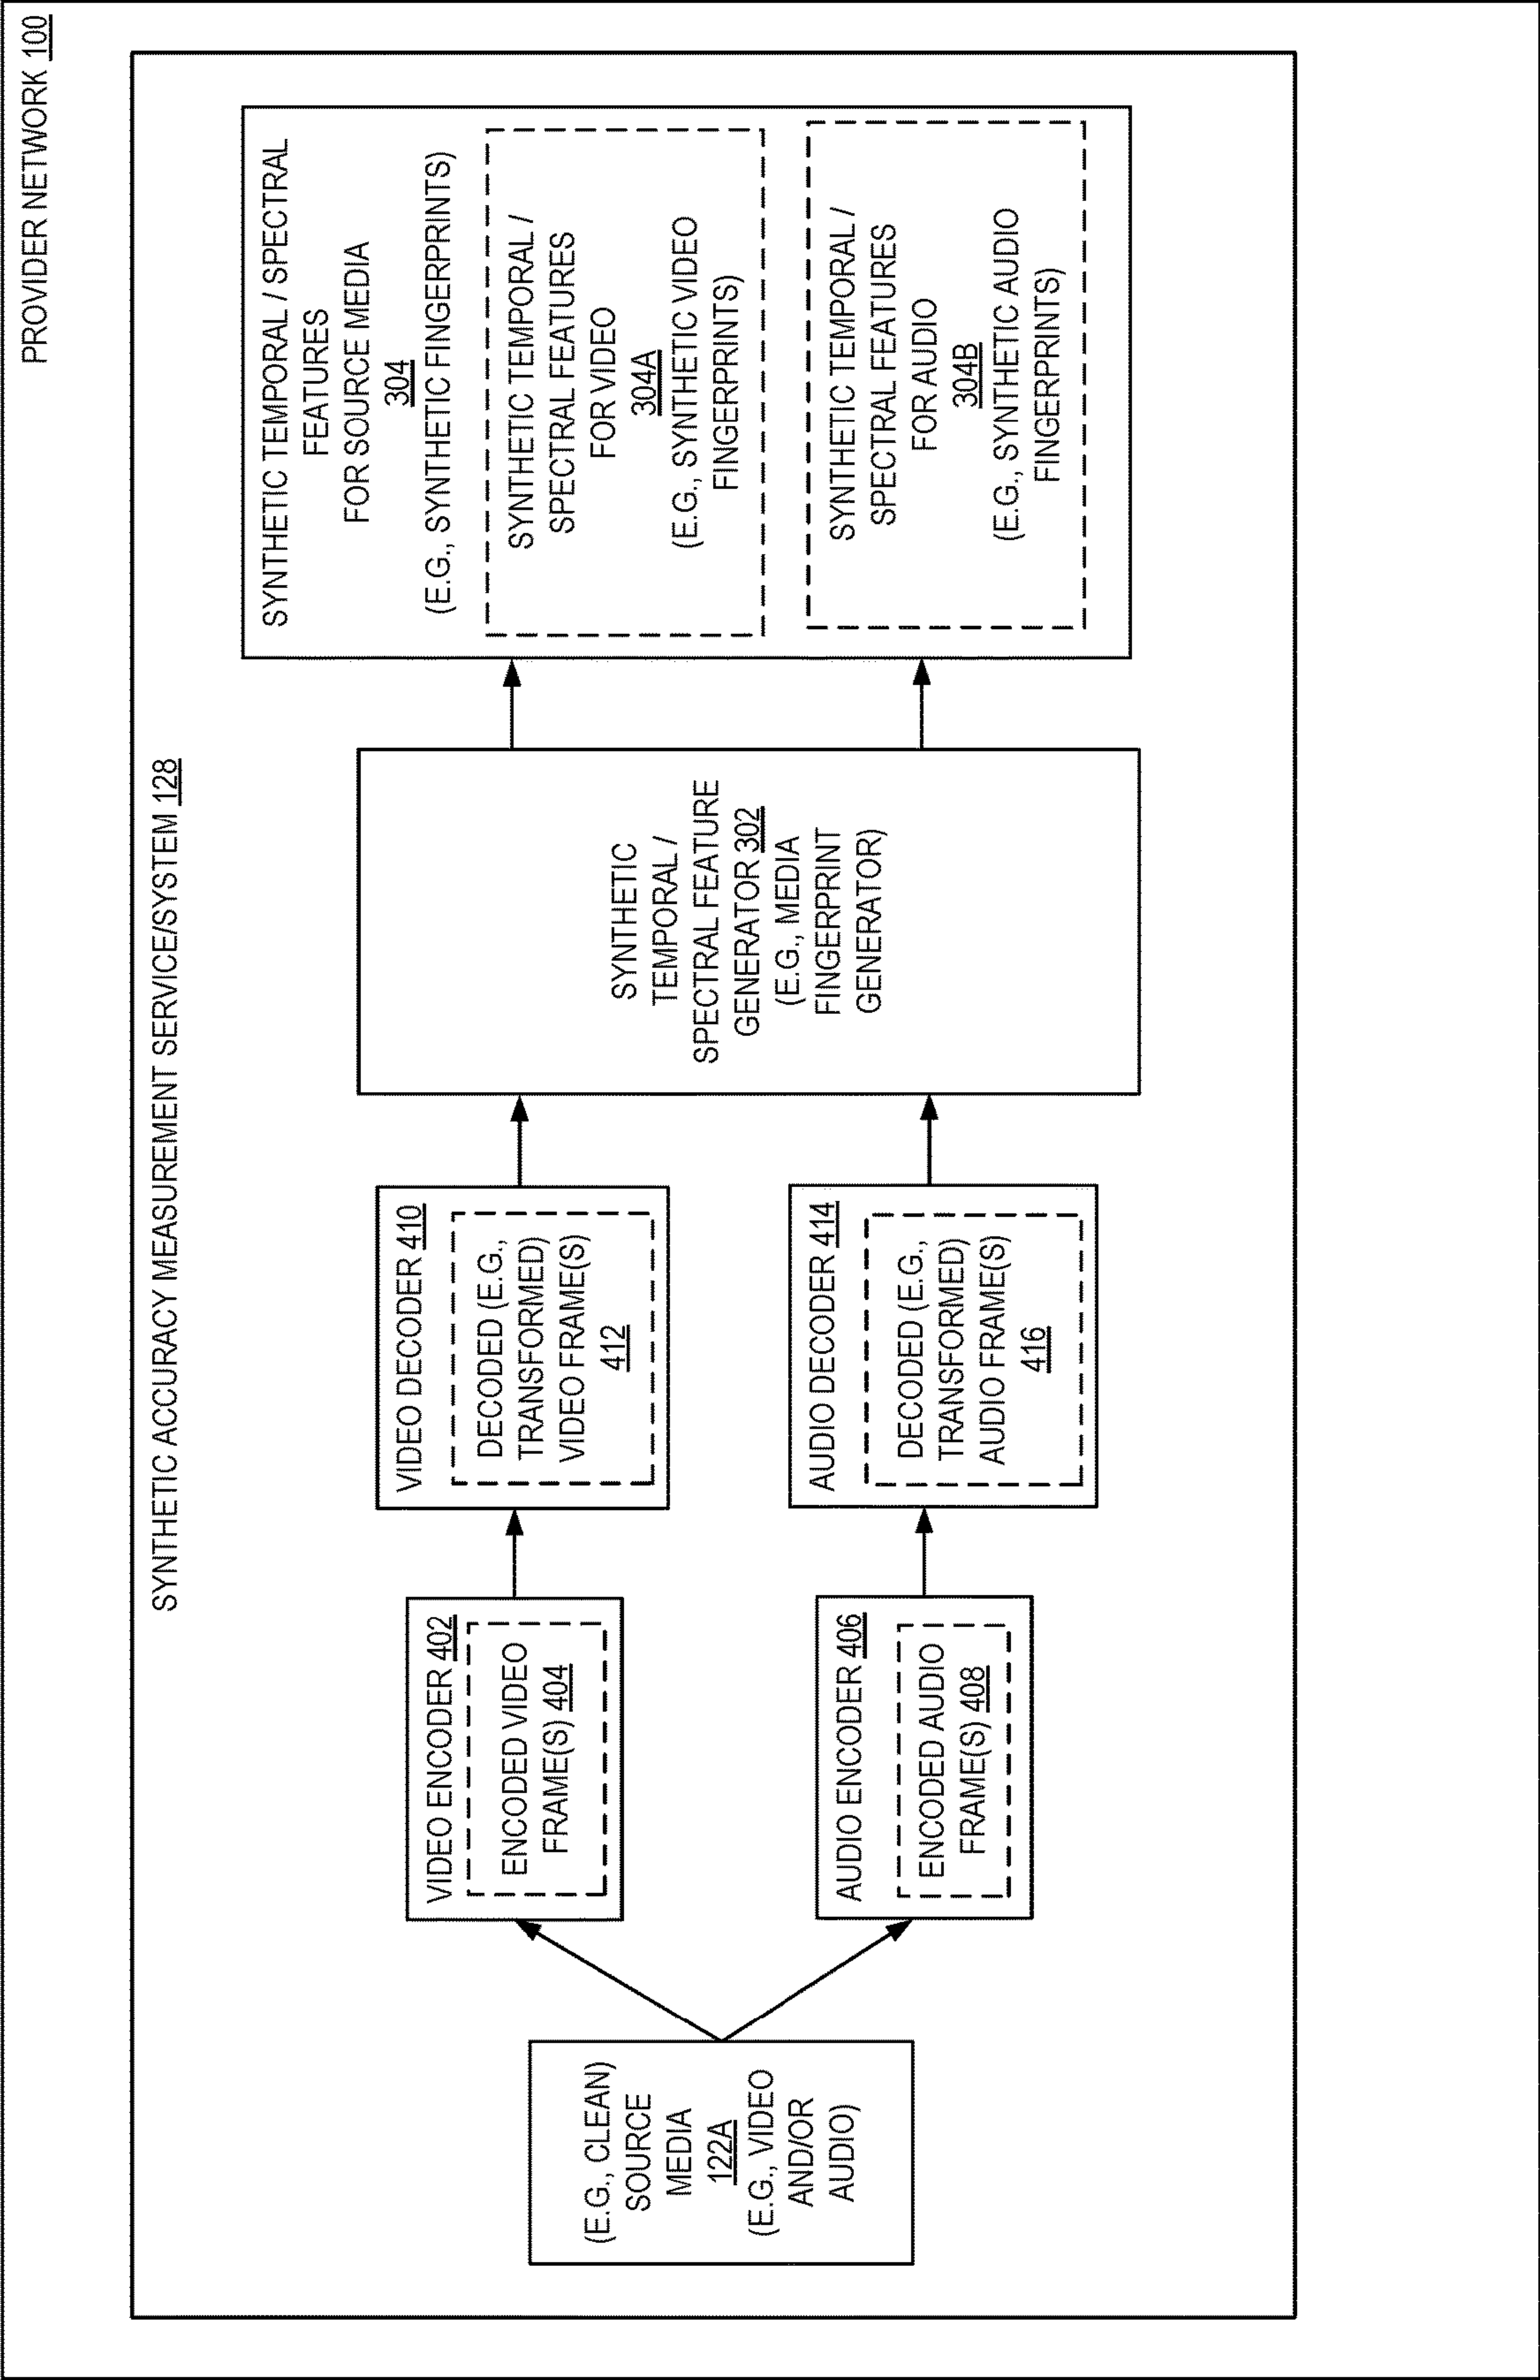 PROVIDER NETWORK 100
SYNTHETIC ACCURACY MEASUREMENT SERVICE/SYSTEM 128
(E.G., CLEAN)
SOURCE
MEDIA
122A
(E.G., VIDEO
AND/OR
AUDIO)
VIDEO ENCODER 402
ENCODED VIDEO
FRAME(S) 404
AUDIO ENCODER 406
ENCODED AUDIO
FRAME(S) 408
VIDEO DECODER 410
DECODED (E.G.,
TRANSFORMED)
VIDEO FRAME(S)
412
AUDIO DECODER 414
DECODED (E.G.,
TRANSFORMED)
AUDIO FRAME(S)
416
SYNTHETIC
TEMPORAL /
SPECTRAL FEATURE
GENERATOR 302
(E.G., MEDIA
FINGERPRINT
GENERATOR)
SYNTHETIC TEMPORAL / SPECTRAL
FEATURES
FOR SOURCE MEDIA
304
(E.G., SYNTHETIC FINGERPRINTS)
SYNTHETIC TEMPORAL /
SPECTRAL FEATURES
FOR VIDEO
304A
(E.G., SYNTHETIC VIDEO
FINGERPRINTS)
SYNTHETIC TEMPORAL /
SPECTRAL FEATURES
FOR AUDIO
304B
(E.G., SYNTHETIC AUDIO
FINGERPRINTS)